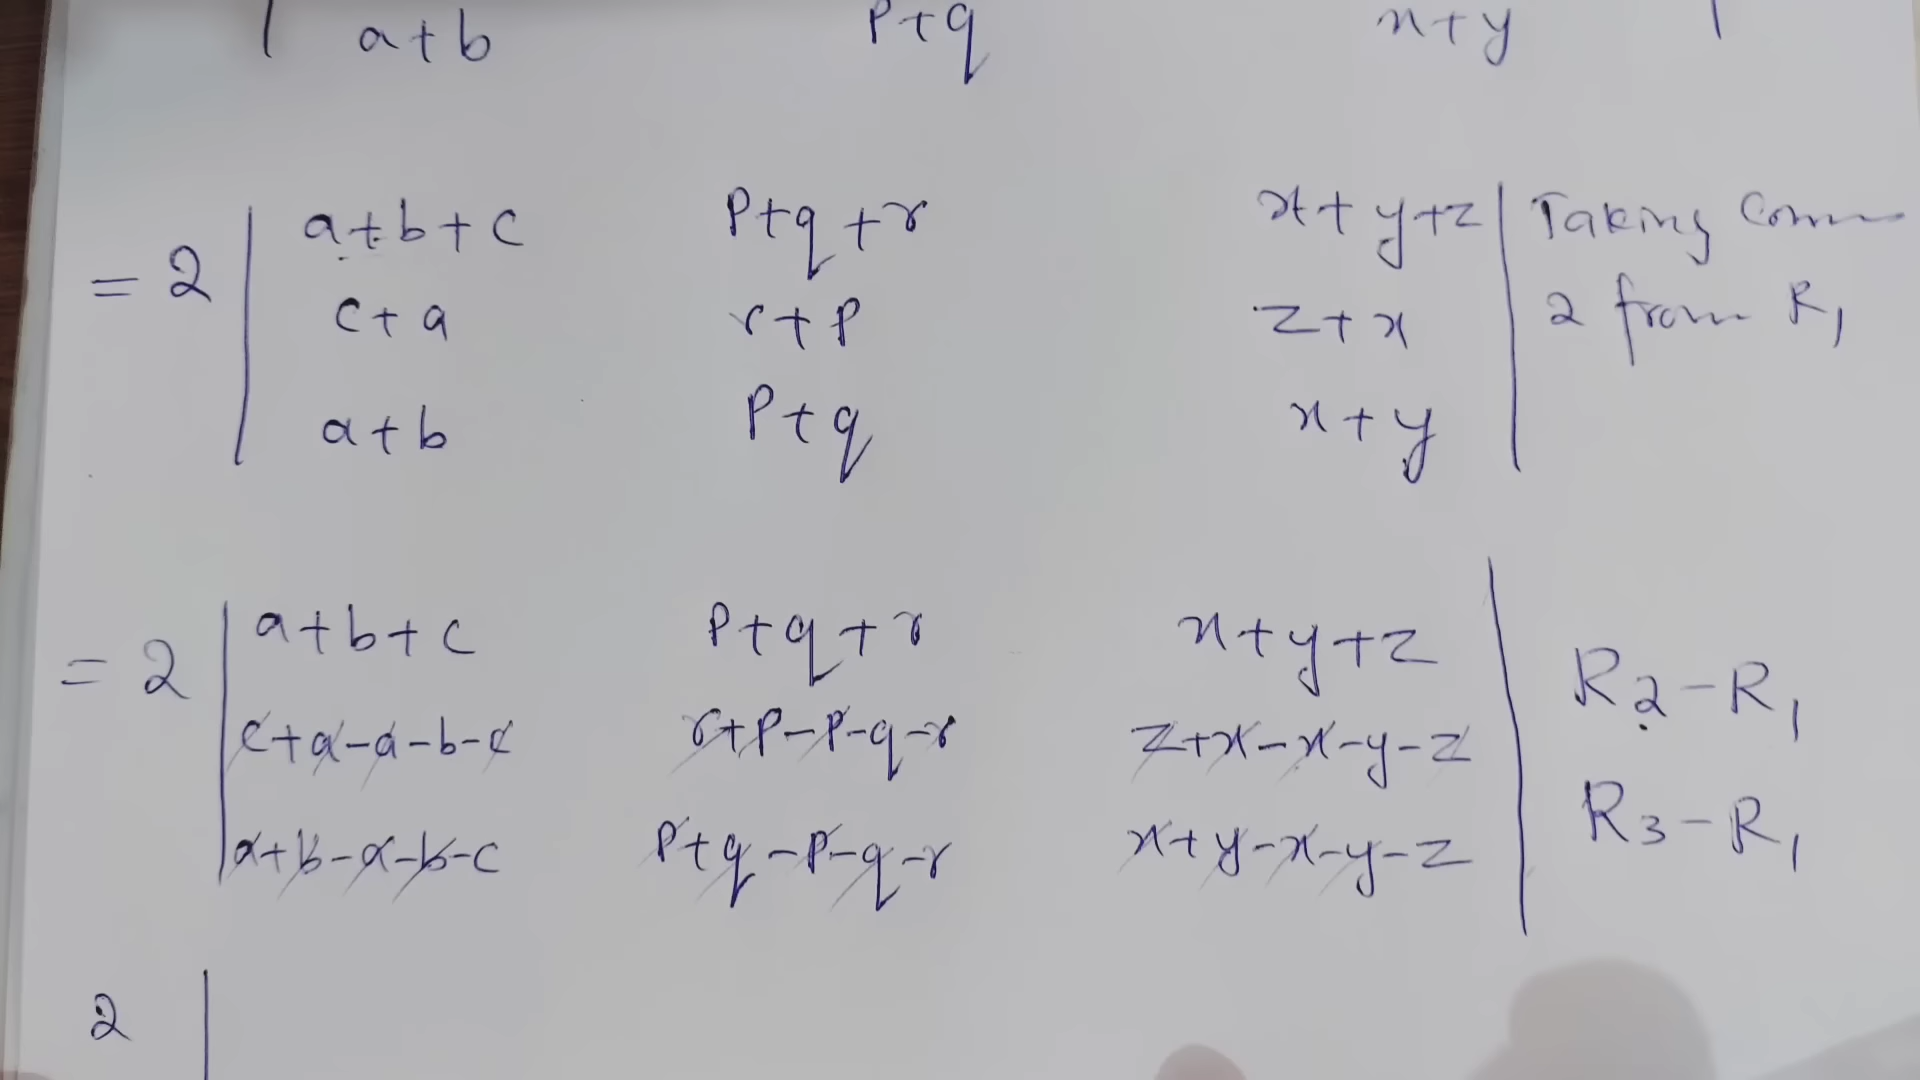 | a+b p+q x+y |
= 2 | a+b+c p+q+r x+y+z | Taking Comm
c+a r+p z+x 2 from R₁
a+b p+q x+y
= 2 | a+b+c p+q+r x+y+z |
c+a-a-b-c r+p-p-q-r z+x-x-y-z R₂-R₁
a+b-a-b-c p+q-p-q-r x+y-x-y-z R₃-R₁
2 |